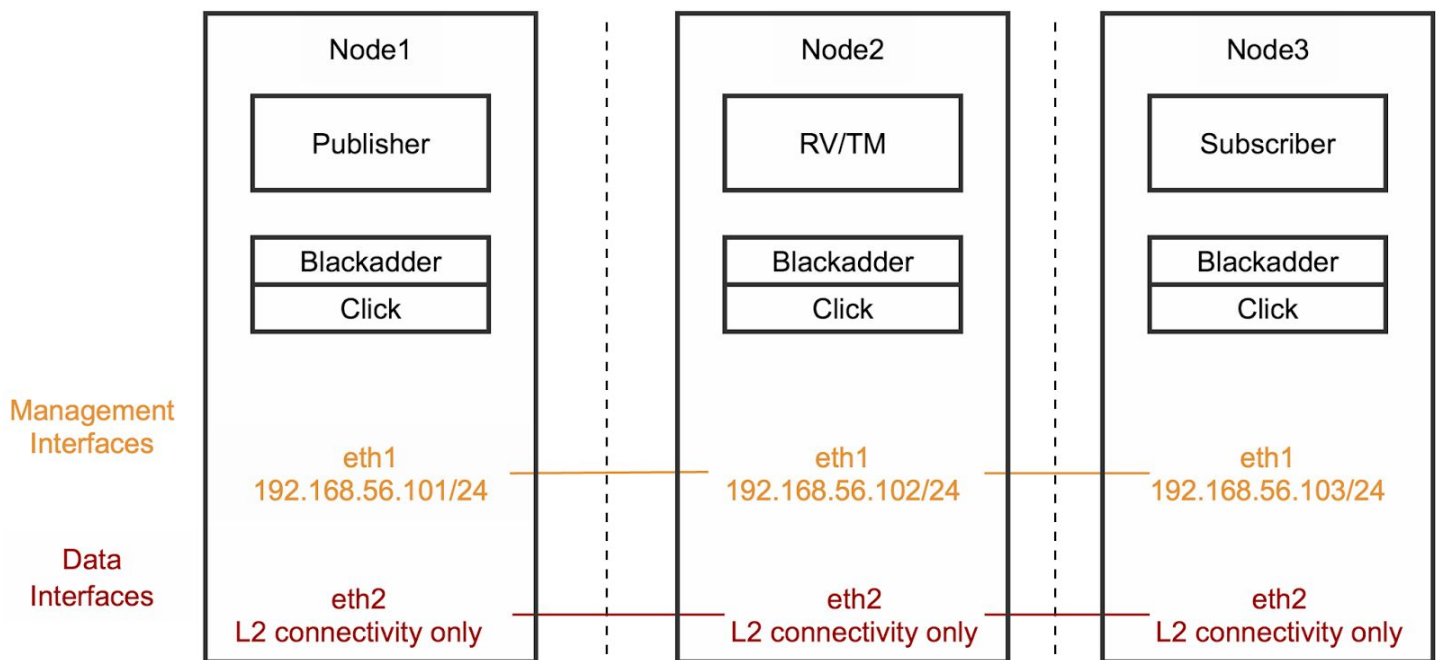 Node1
Node2
Node3
Publisher
RV/TM
Subscriber
Blackadder
Blackadder
Blackadder
Click
Click
Click
Management
Interfaces
eth1
192.168.56.101/24
eth1
192.168.56.102/24
eth1
192.168.56.103/24
Data
Interfaces
eth2
L2 connectivity only
eth2
L2 connectivity only
eth2
L2 connectivity only